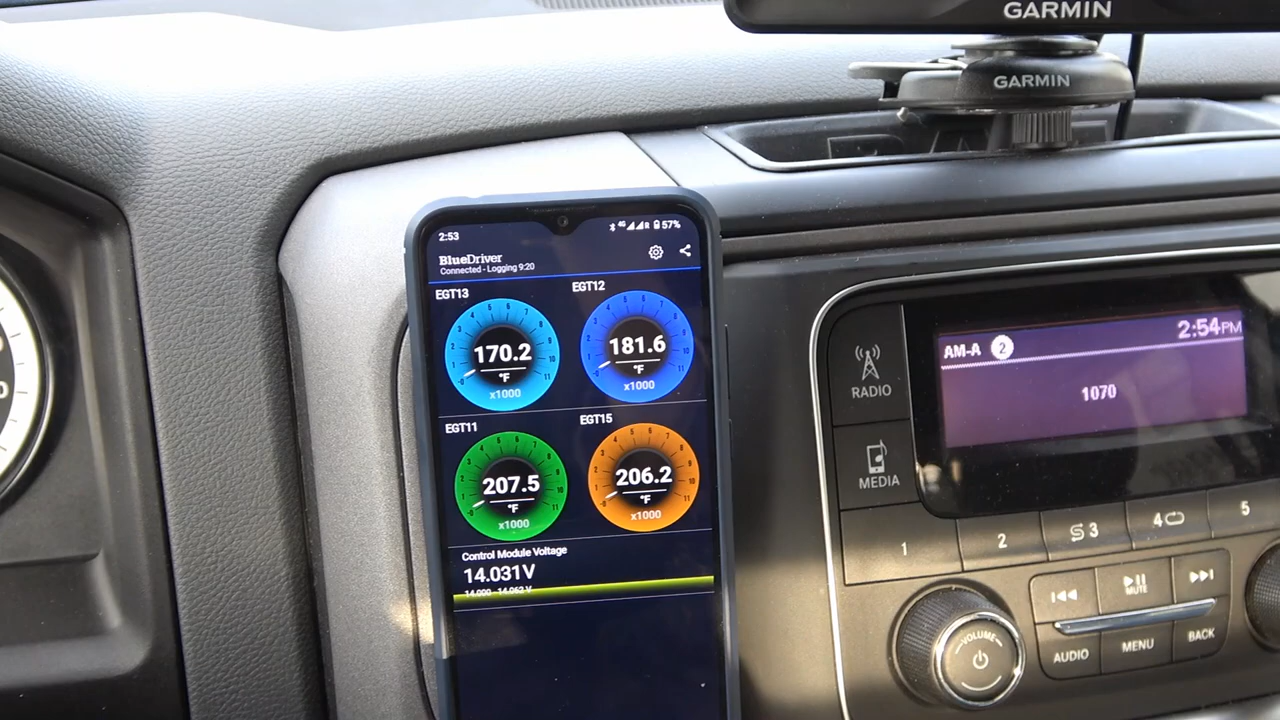 GARMIN
GARMIN
2:53
4G R 57%
BlueDriver
Connected - Logging 9:20
EGT13
EGT12
170.2
°F
x1000
181.6
°F
x1000
EGT11
EGT15
207.5
°F
x1000
206.2
°F
x1000
Control Module Voltage
14.031V
RADIO
MEDIA
AM-A 2
2:54PM
1070
1
2
3
4
5
MUTE
VOLUME
AUDIO
MENU
BACK